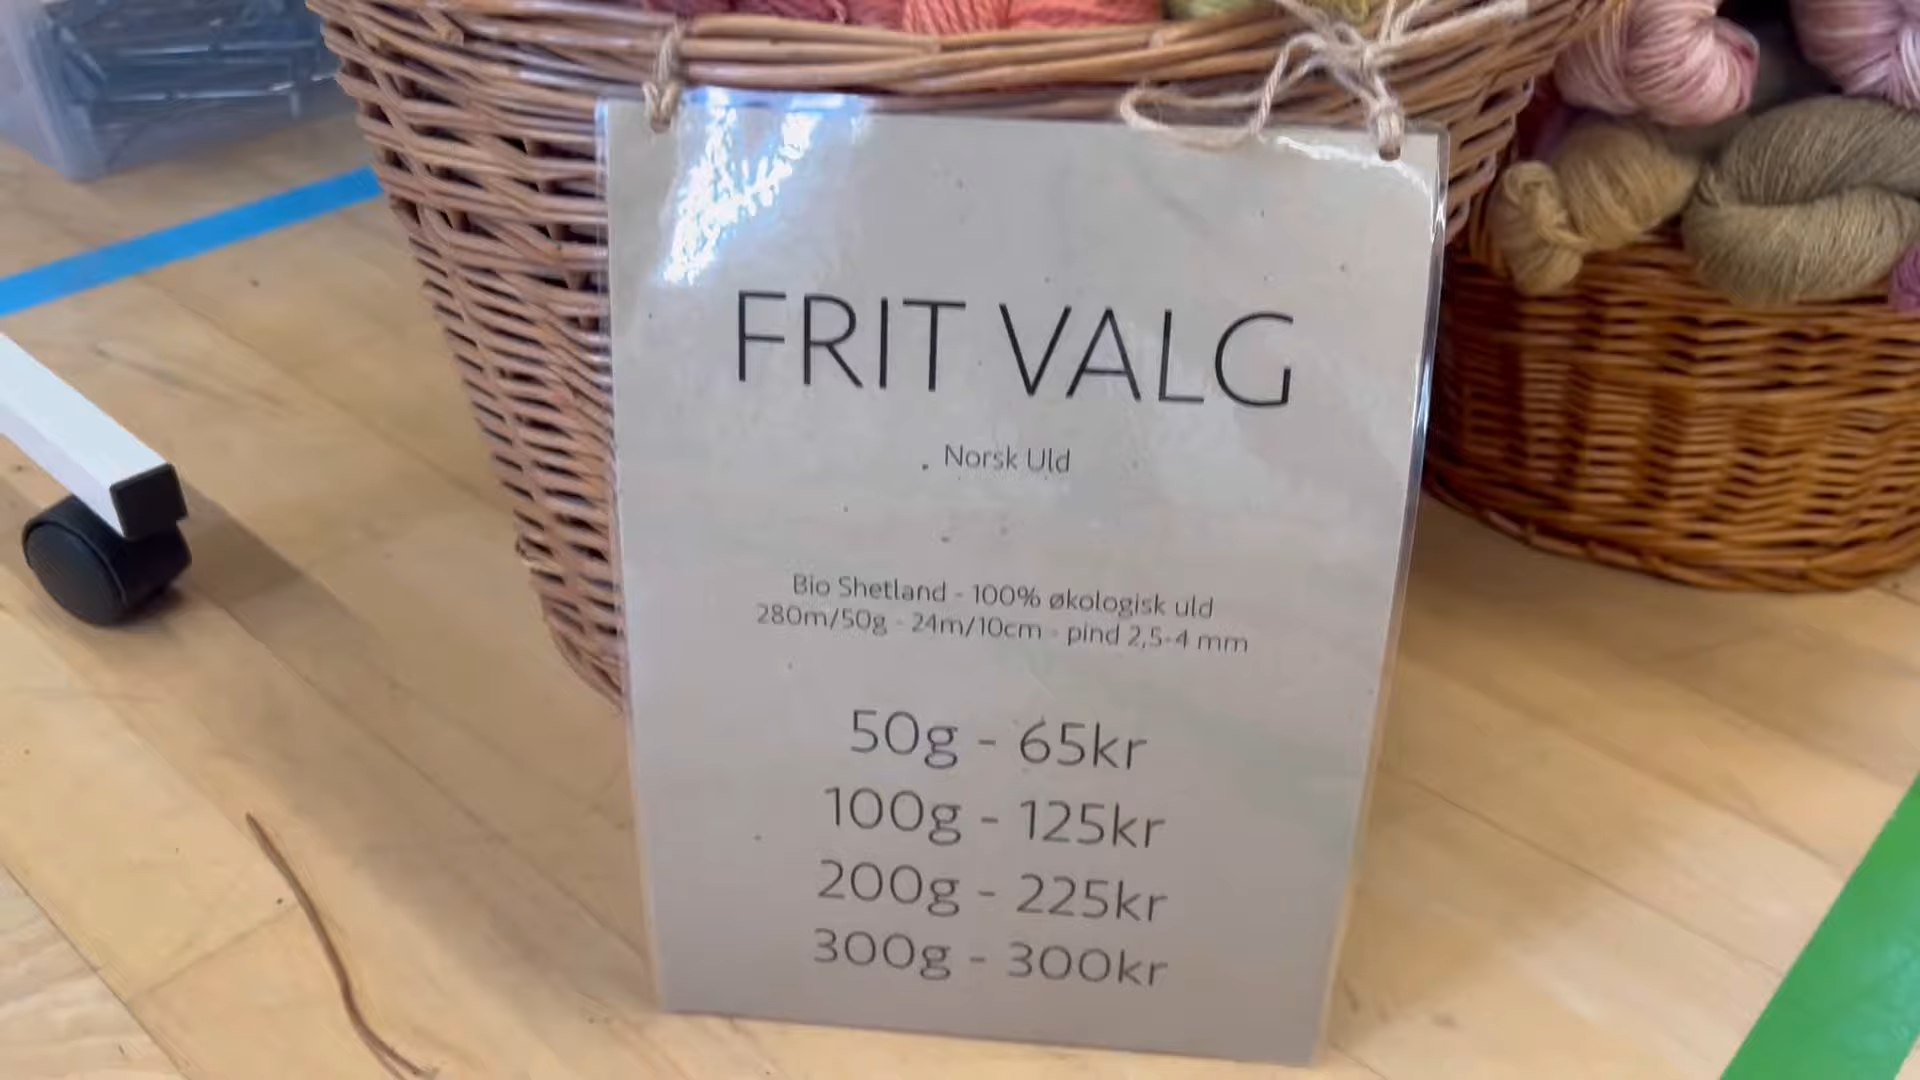 FRIT VALG
Norsk Uld
Bio Shetland - 100% økologisk uld
280m/50g - 24m/10cm - pind 2,5-4 mm
50g - 65kr
100g - 125kr
200g - 225kr
300g - 300kr